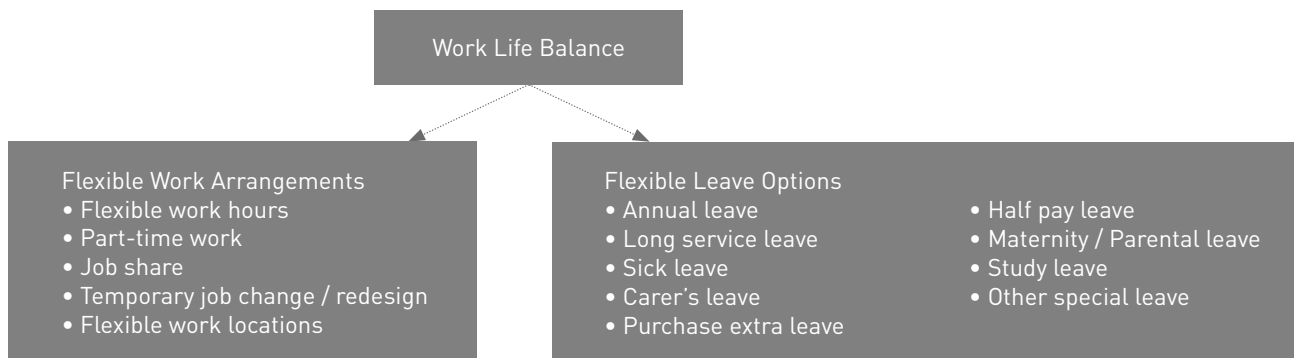 Work Life Balance
Flexible Work Arrangements
• Flexible work hours
• Part-time work
• Job share
• Temporary job change / redesign
• Flexible work locations
Flexible Leave Options
• Annual leave
• Long service leave
• Sick leave
• Carer’s leave
• Purchase extra leave
• Half pay leave
• Maternity / Parental leave
• Study leave
• Other special leave